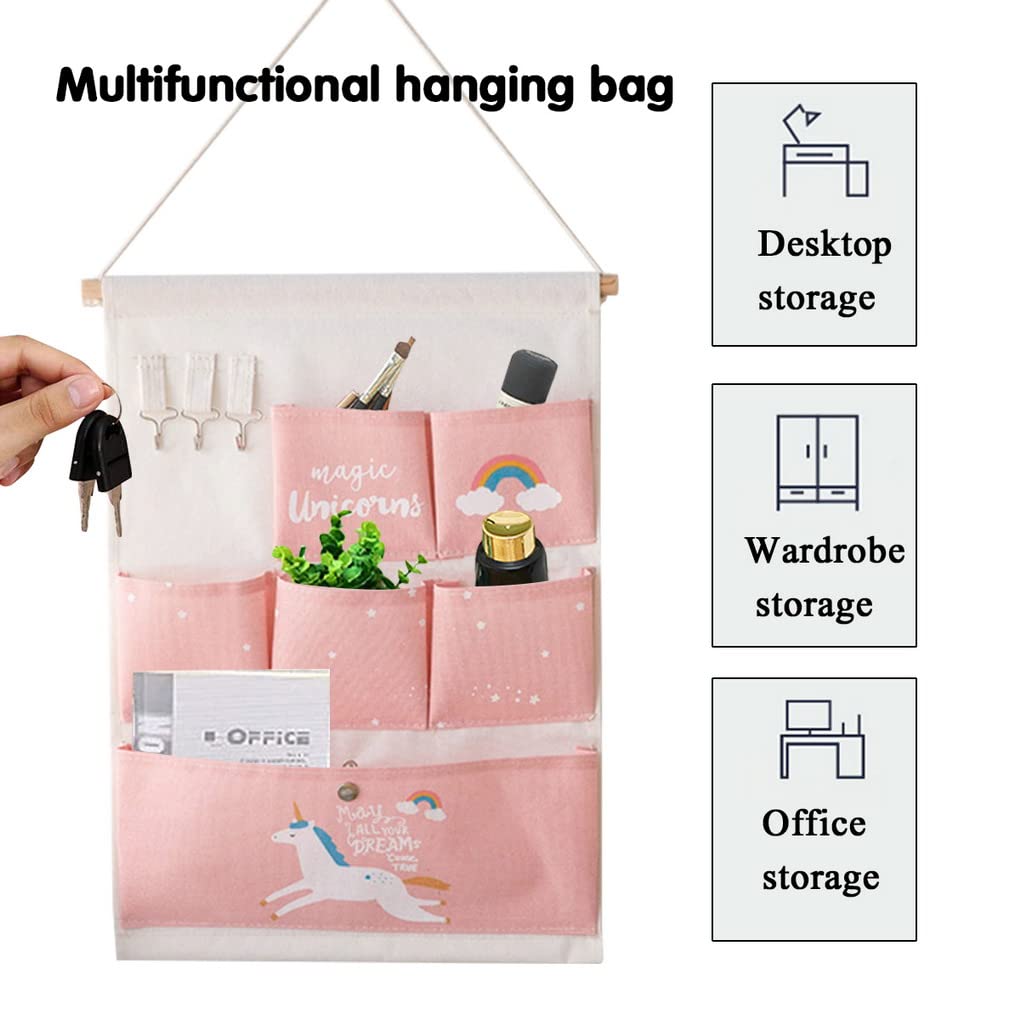 Multifunctional hanging bag
Desktop
storage
magic
Unicorns
Wardrobe
storage
OFFICE
May
ALL YOUR
DREAMS
COME
TRUE
Office
storage